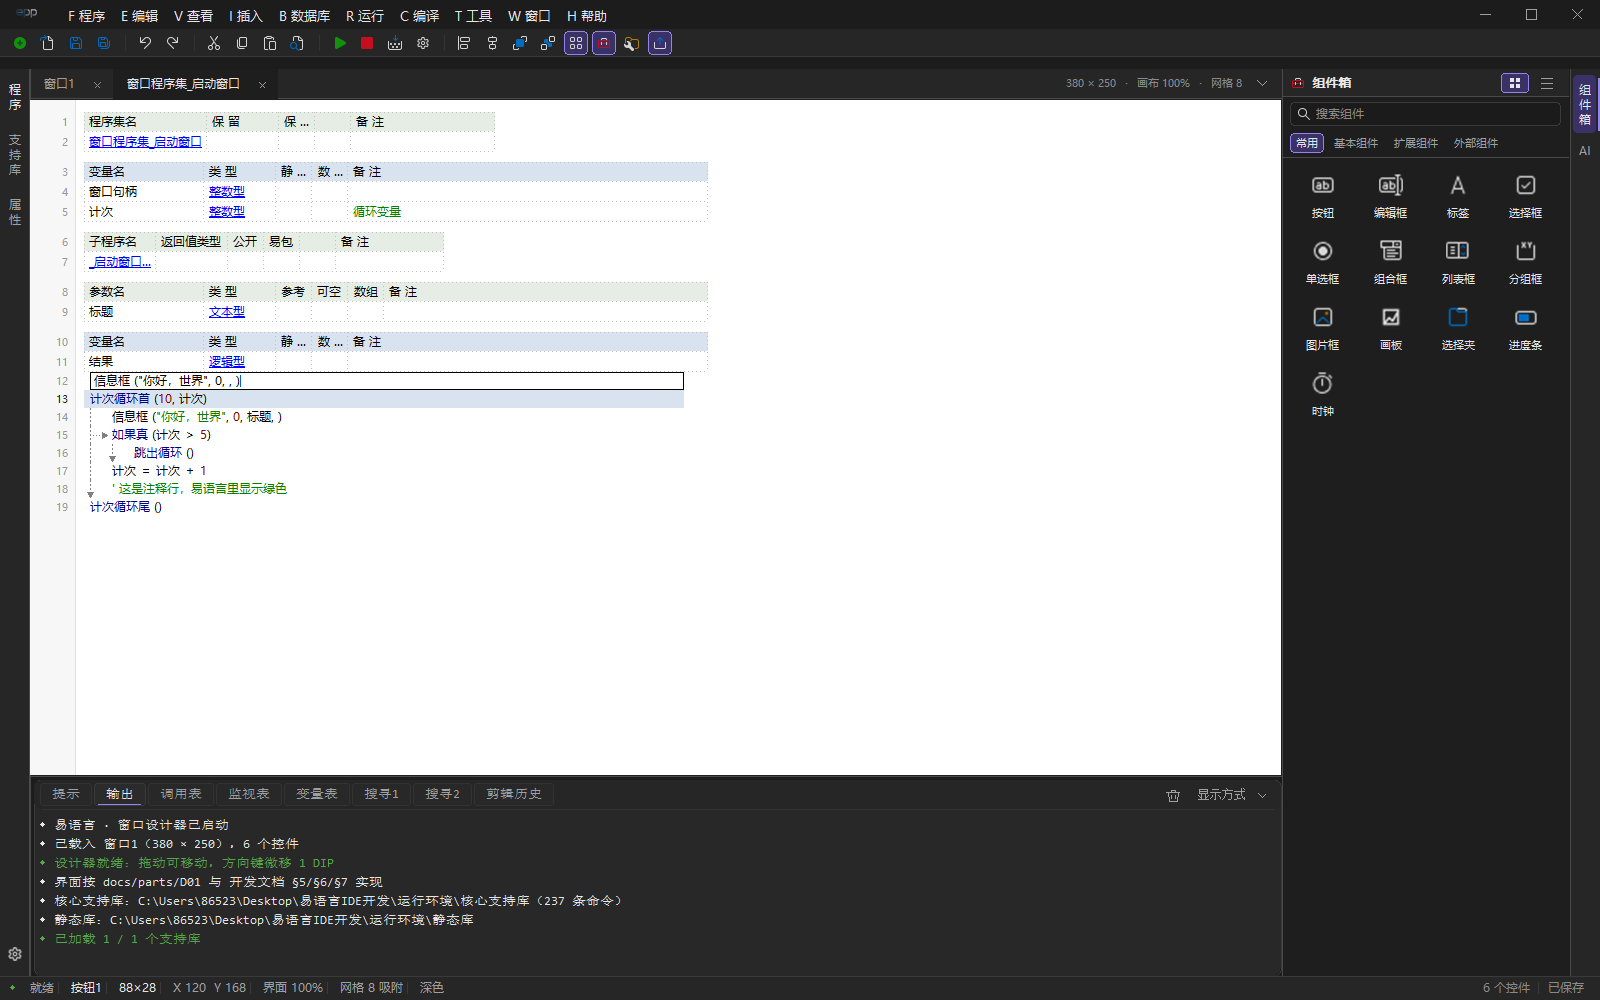 epp F 程序 E 编辑 V 查看 I 插入 B 数据库 R 运行 C 编译 T 工具 W 窗口 H 帮助
程序
支持库
属性
窗口1 × 窗口程序集_启动窗口 × 380 × 250 · 画布 100% · 网格 8
1 程序集名 保 留 保 ... 备 注
2 窗口程序集_启动窗口
3 变量名 类 型 静 ... 数 ... 备 注
4 窗口句柄 整数型
5 计次 整数型 循环变量
6 子程序名 返回值类型 公开 易包 备 注
7 _启动窗口...
8 参数名 类 型 参考 可空 数组 备 注
9 标题 文本型
10 变量名 类 型 静 ... 数 ... 备 注
11 结果 逻辑型
12 信息框 ("你好，世界", 0, , )
13 计次循环首 (10, 计次)
14 信息框 ("你好，世界", 0, 标题, )
15 如果真 (计次 > 5)
16 跳出循环 ()
17 计次 = 计次 + 1
18 ' 这是注释行，易语言里显示绿色
19 计次循环尾 ()
组件箱
搜索组件
常用 基本组件 扩展组件 外部组件
按钮 编辑框 标签 选择框
单选框 组合框 列表框 分组框
图片框 画板 选择夹 进度条
时钟
组件箱
AI
提示 输出 调用表 监视表 变量表 搜寻1 搜寻2 剪辑历史 显示方式
易语言 · 窗口设计器已启动
已载入 窗口1（380 × 250），6 个控件
设计器就绪：拖动可移动，方向键微移 1 DIP
界面按 docs/parts/D01 与 开发文档 §5/§6/§7 实现
核心支持库：C:\Users\86523\Desktop\易语言IDE开发\运行环境\核心支持库（237 条命令）
静态库：C:\Users\86523\Desktop\易语言IDE开发\运行环境\静态库
已加载 1 / 1 个支持库
就绪 按钮1 88×28 X 120 Y 168 界面 100% 网格 8 吸附 深色 6 个控件 已保存